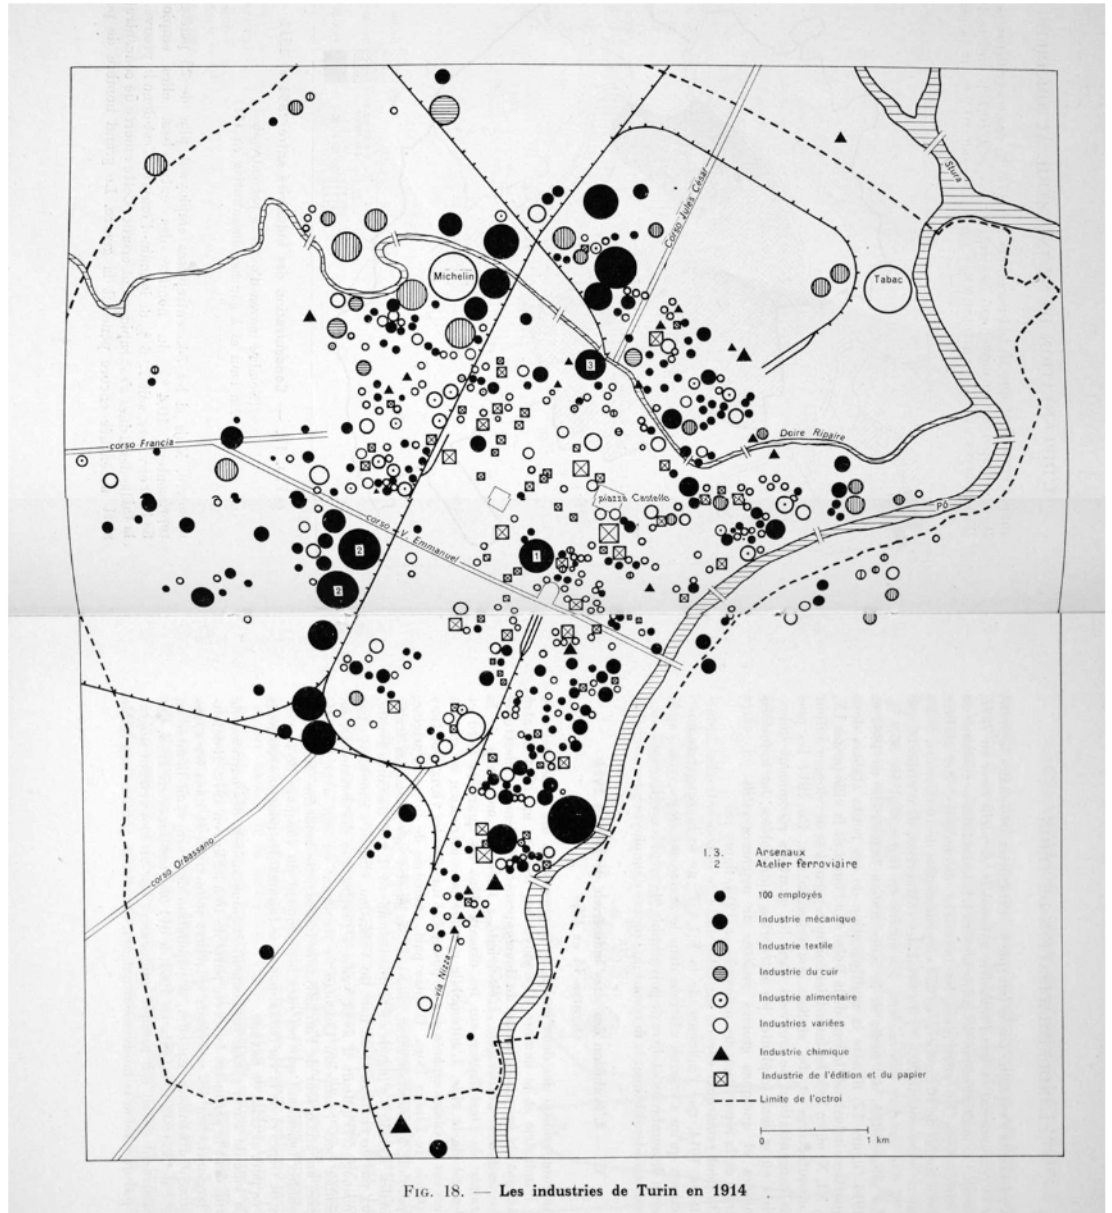 Stura
Corso Jules César
Michelin
Tabac
3
corso Francia
Doire Ripaire
piazza Castello
Pô
corso V. Emmanuel
1
2
2
corso Orbassano
via Nizza
1.3. Arsenaux
2 Atelier ferroviaire
100 employés
Industrie mécanique
Industrie textile
Industrie du cuir
Industrie alimentaire
Industries variées
Industrie chimique
Industrie de l'édition et du papier
Limite de l'octroi
0 1 km
FIG. 18. — Les industries de Turin en 1914